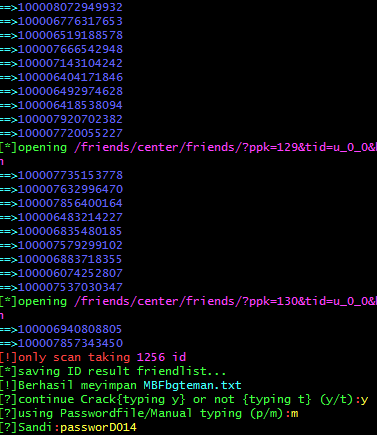 ==>100008072949932
==>100006776317653
==>100006519188578
==>100007666542948
==>100007143104242
==>100006404171846
==>100006492974628
==>100006418538094
==>100007920702382
==>100007720055227
[*]opening /friends/center/friends/?ppk=129&tid=u_0_0&
n
==>100007735153778
==>100007632996470
==>100007856400164
==>100006483214227
==>100006835480185
==>100007579299102
==>100006883718355
==>100006074252807
==>100007537030347
[*]opening /friends/center/friends/?ppk=130&tid=u_0_0&
n
==>100006940808805
==>100007857343450
[!]only scan taking 1256 id
[*]saving ID result friendlist...
[!]Berhasil meyimpan MBFbgteman.txt
[?]continue Crack{typing y} or not {typing t} (y/t):y
[?]using Passwordfile/Manual typing (p/m):m
[?]Sandi:passworD014